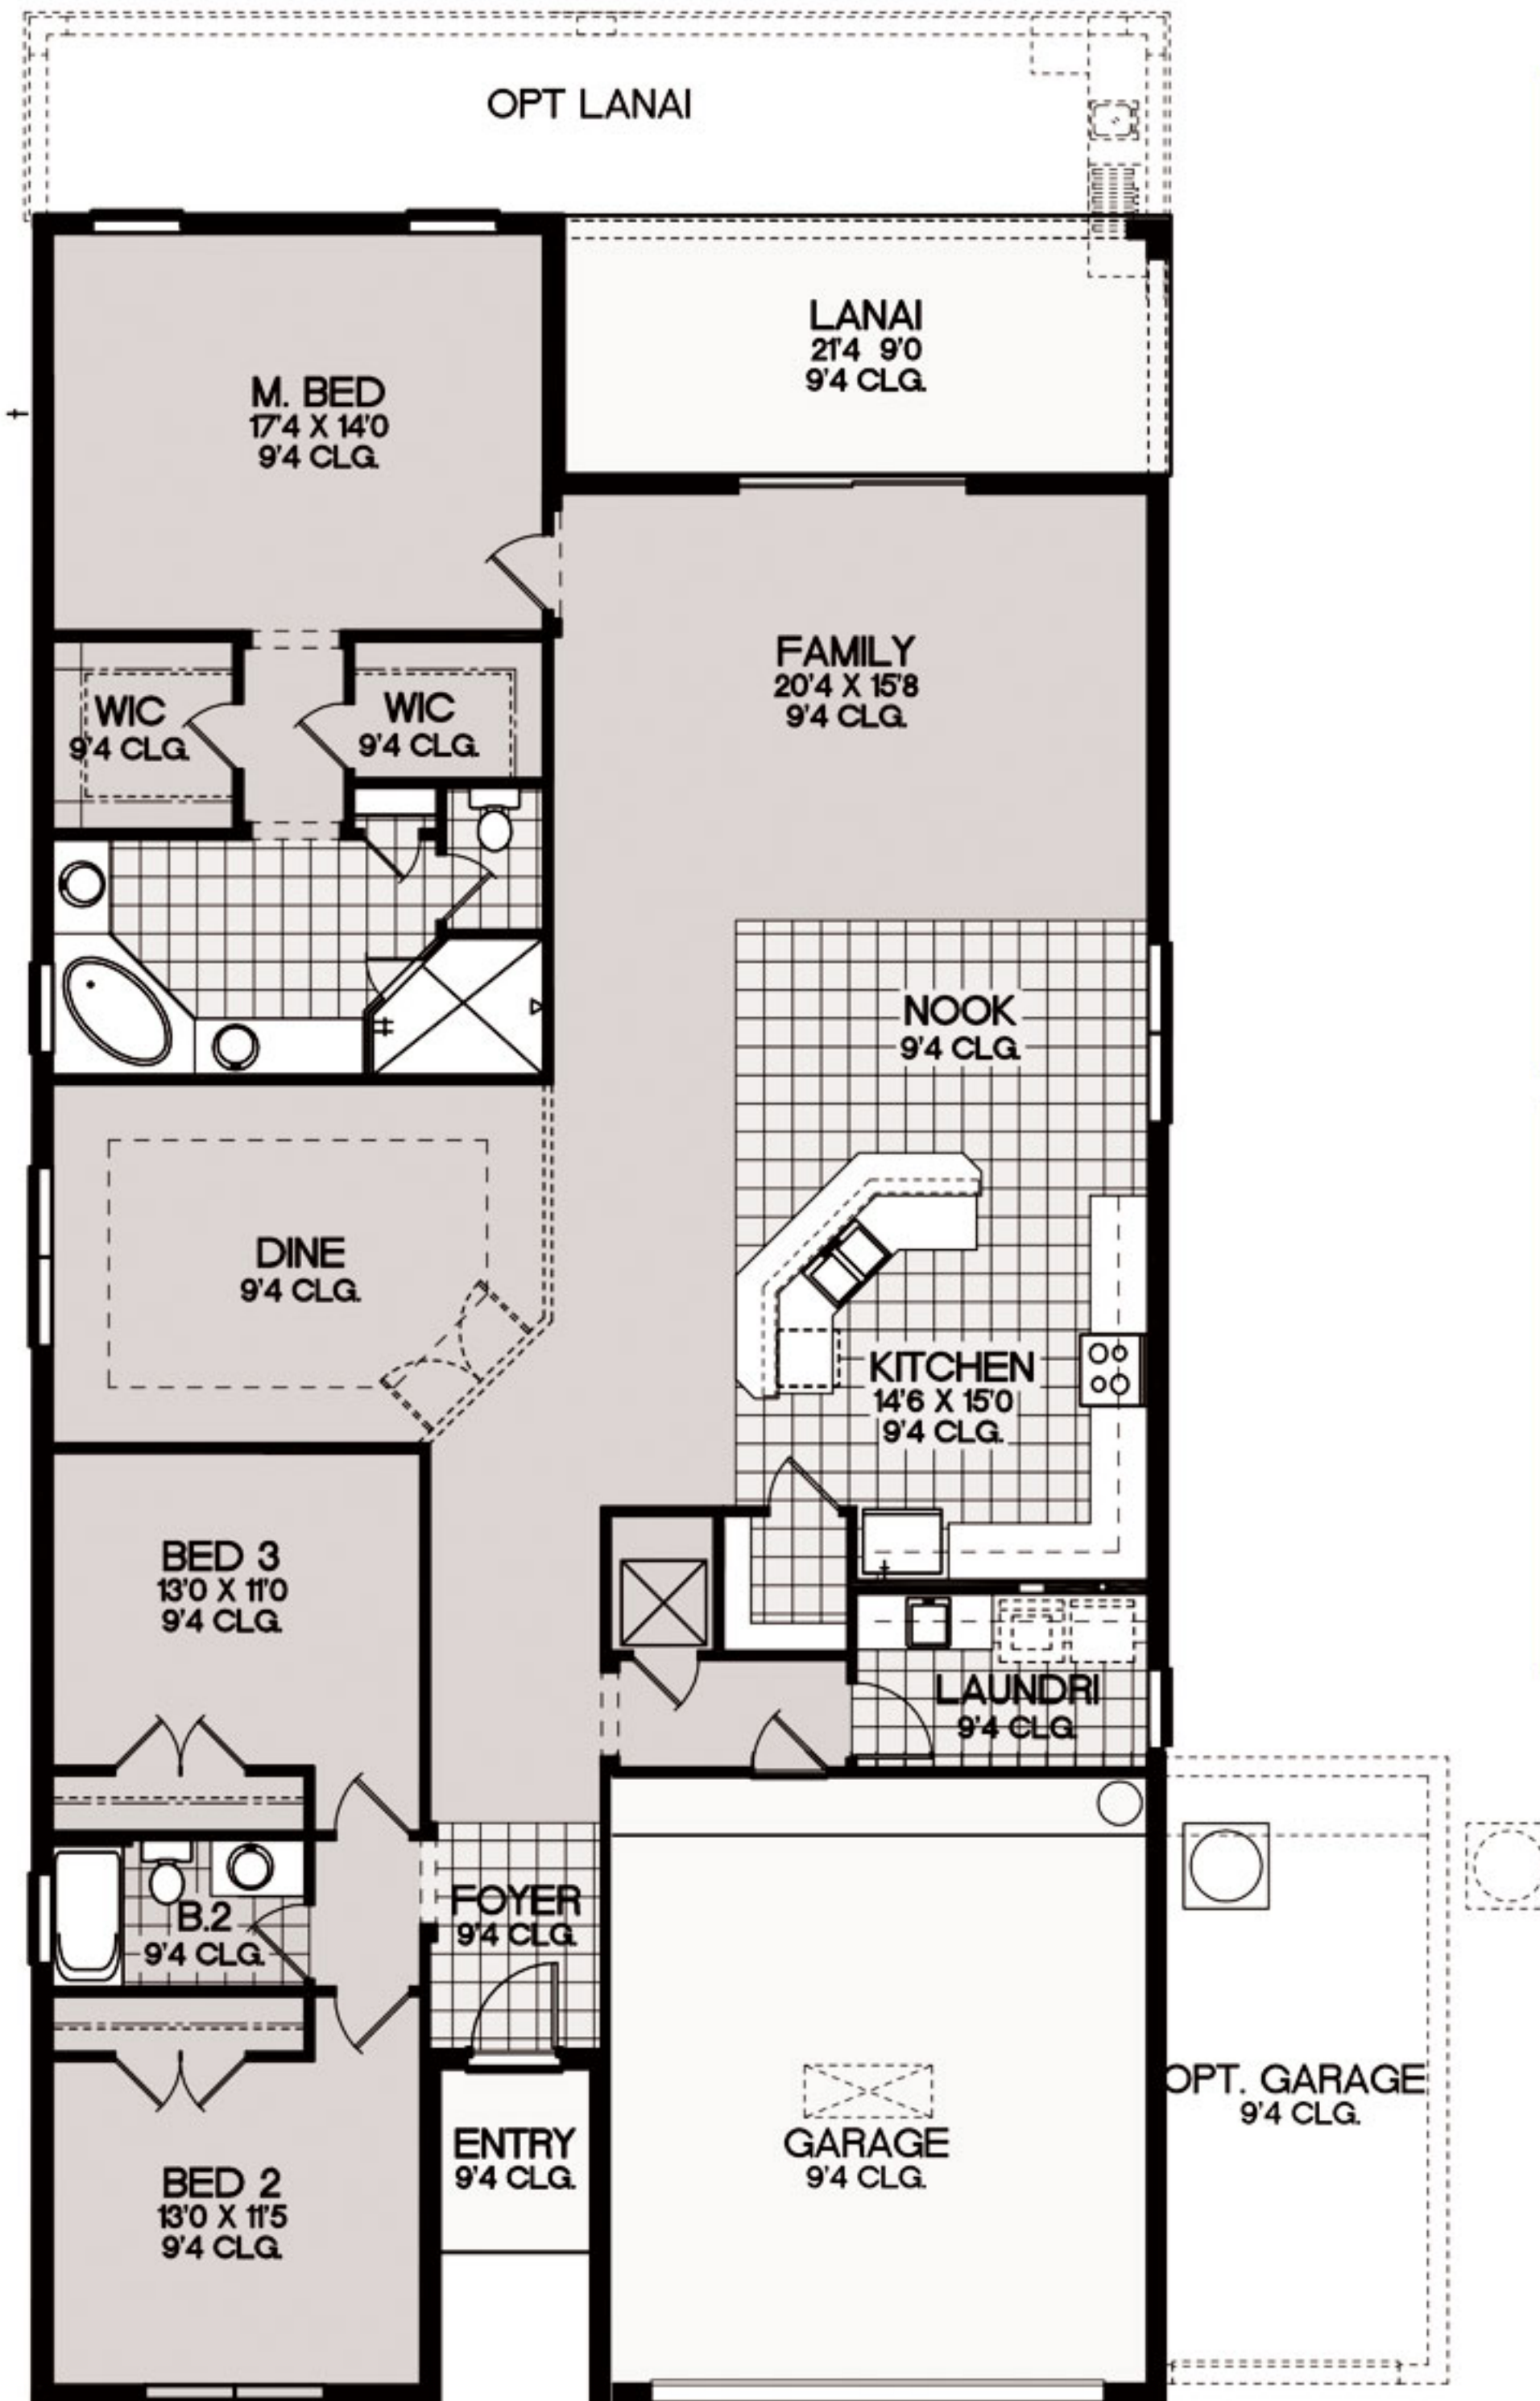 OPT LANAI
LANAI
21'4 9'0
9'4 CLG.
M. BED
17'4 X 14'0
9'4 CLG.
FAMILY
20'4 X 15'8
9'4 CLG.
WIC
9'4 CLG.
WIC
9'4 CLG.
NOOK
9'4 CLG.
DINE
9'4 CLG.
KITCHEN
14'6 X 15'0
9'4 CLG.
BED 3
13'0 X 11'0
9'4 CLG.
LAUNDRI
9'4 CLG.
FOYER
9'4 CLG.
B.2
9'4 CLG.
OPT. GARAGE
9'4 CLG.
ENTRY
9'4 CLG.
GARAGE
9'4 CLG.
BED 2
13'0 X 11'5
9'4 CLG.